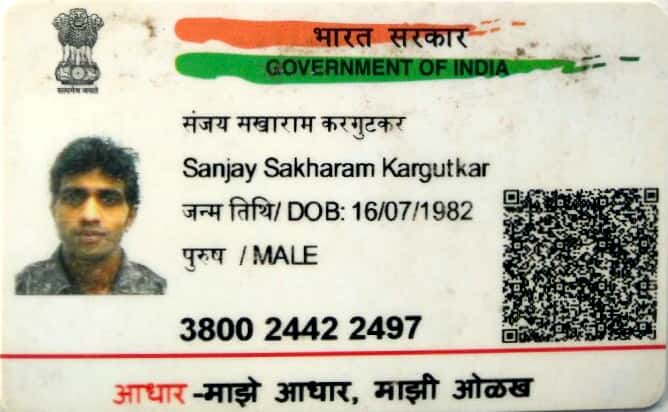 भारत सरकार
GOVERNMENT OF INDIA
सत्यमेव जयते
संजय सखाराम करगुटकर
Sanjay Sakharam Kargutkar
जन्म तिथि/ DOB: 16/07/1982
पुरुष / MALE
3800 2442 2497
आधार -माझे आधार, माझी ओळख